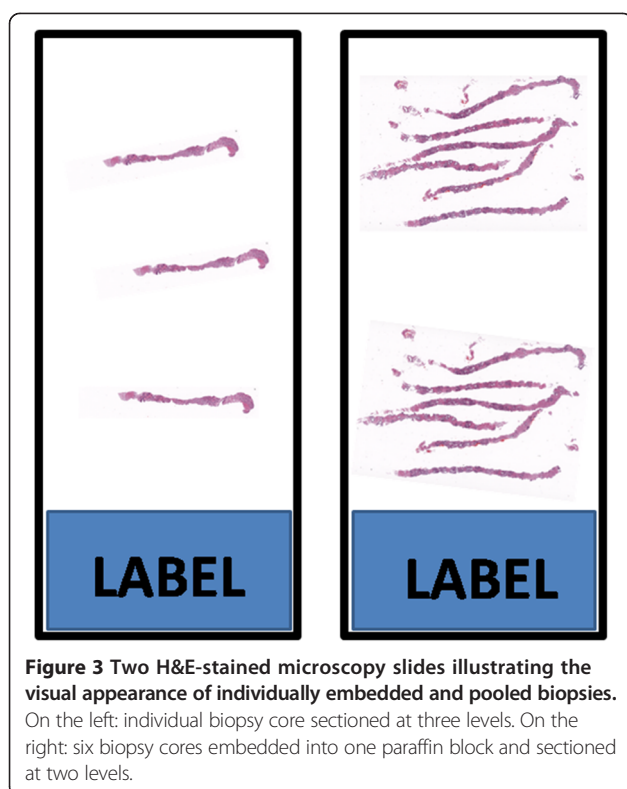 LABEL
LABEL
Figure 3 Two H&E-stained microscopy slides illustrating the
visual appearance of individually embedded and pooled biopsies.
On the left: individual biopsy core sectioned at three levels. On the
right: six biopsy cores embedded into one paraffin block and sectioned
at two levels.